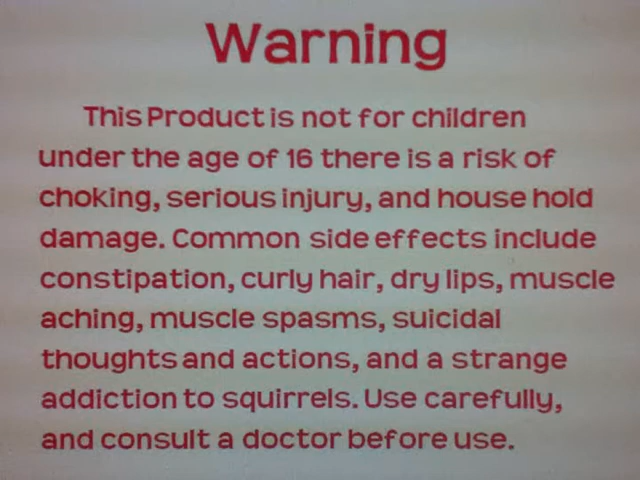 Warning
This Product is not for children
under the age of 16 there is a risk of
choking, serious injury, and house hold
damage. Common side effects include
constipation, curly hair, dry lips, muscle
aching, muscle spasms, suicidal
thoughts and actions, and a strange
addiction to squirrels. Use carefully,
and consult a doctor before use.